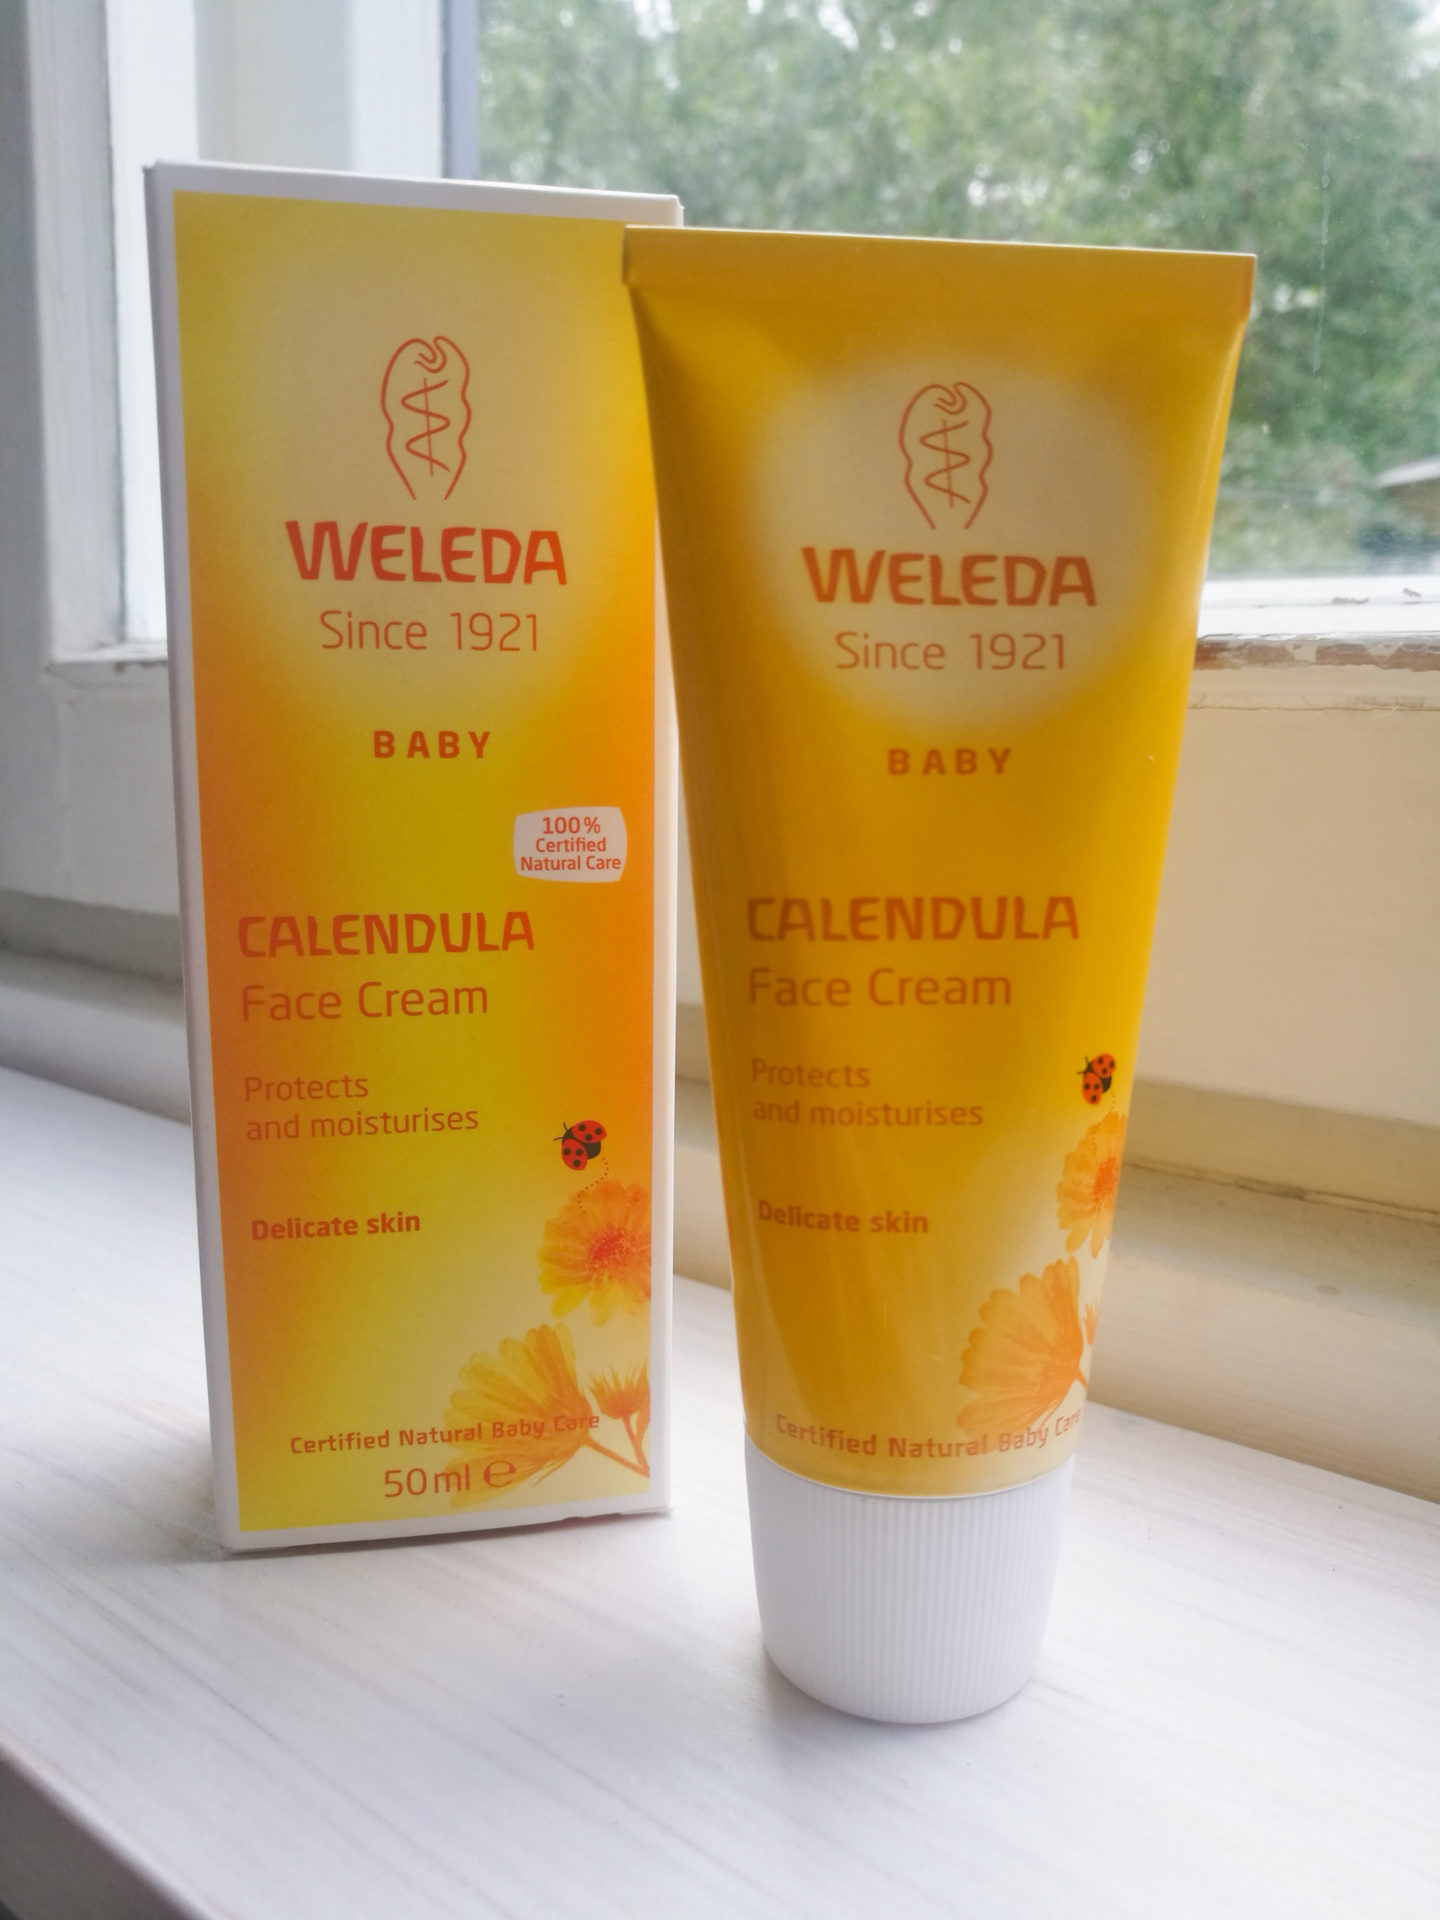 WELEDA
Since 1921
BABY
100%
Certified
Natural Care
CALENDULA
Face Cream
Protects
and moisturises
Delicate skin
Certified Natural Baby Care
50ml ℮
WELEDA
Since 1921
BABY
CALENDULA
Face Cream
Protects
and moisturises
Delicate skin
Certified Natural Baby Care